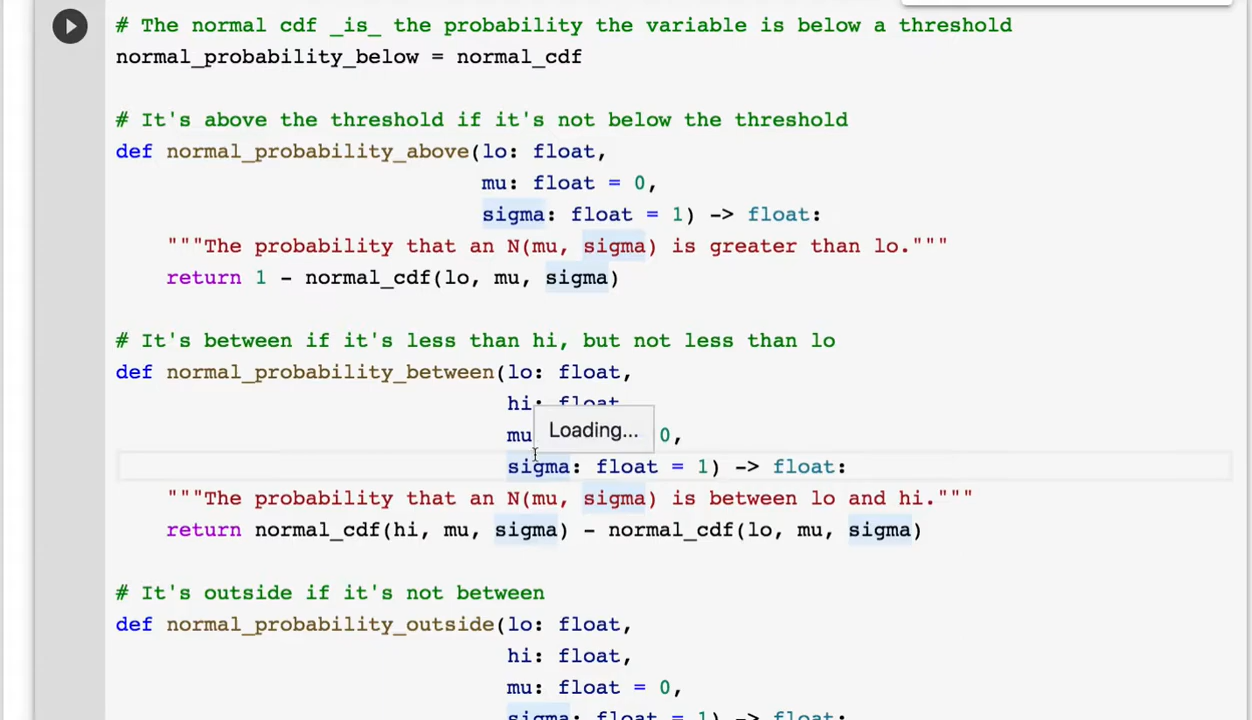 # The normal cdf _is_ the probability the variable is below a threshold
normal_probability_below = normal_cdf
# It's above the threshold if it's not below the threshold
def normal_probability_above(lo: float,
mu: float = 0,
sigma: float = 1) -> float:
"""The probability that an N(mu, sigma) is greater than lo."""
return 1 - normal_cdf(lo, mu, sigma)
# It's between if it's less than hi, but not less than lo
def normal_probability_between(lo: float,
hi: float
Loading...
mu 0,
sigma: float = 1) -> float:
"""The probability that an N(mu, sigma) is between lo and hi."""
return normal_cdf(hi, mu, sigma) - normal_cdf(lo, mu, sigma)
# It's outside if it's not between
def normal_probability_outside(lo: float,
hi: float,
mu: float = 0,
sigma: float = 1) -> float: